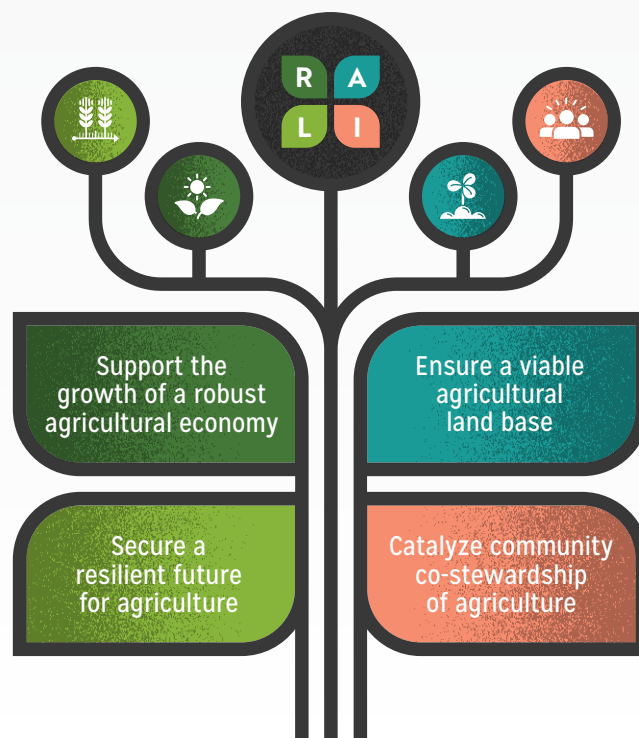 R A
L I
Support the
growth of a robust
agricultural economy
Ensure a viable
agricultural
land base
Secure a
resilient future
for agriculture
Catalyze community
co-stewardship
of agriculture